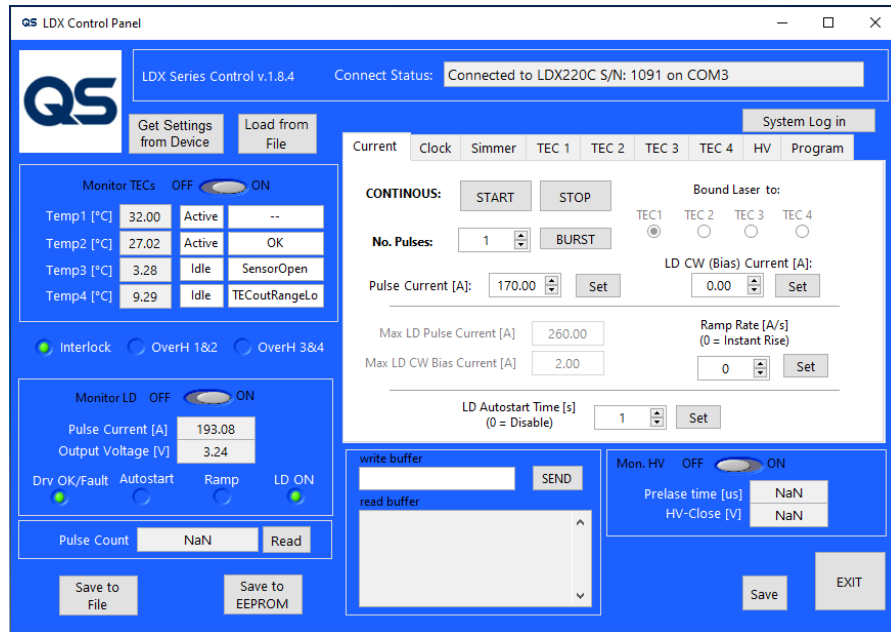 QS LDX Control Panel
QS
LDX Series Control v.1.8.4
Connect Status:
Connected to LDX220C S/N: 1091 on COM3
Get Settings
from Device
Load from
File
System Log in
Monitor TECs OFF ON
Temp1 [°C] 32.00 Active --
Temp2 [°C] 27.02 Active OK
Temp3 [°C] 3.28 Idle SensorOpen
Temp4 [°C] 9.29 Idle TECoutRangeLo
Interlock OverH 1&2 OverH 3&4
Monitor LD OFF ON
Pulse Current [A] 193.08
Output Voltage [V] 3.24
Drv OK/Fault Autostart Ramp LD ON
Pulse Count NaN Read
Save to
File
Save to
EEPROM
Current Clock Simmer TEC 1 TEC 2 TEC 3 TEC 4 HV Program
CONTINOUS: START STOP
No. Pulses: 1 BURST
Bound Laser to:
TEC1 TEC 2 TEC 3 TEC 4
Pulse Current [A]: 170.00 Set
LD CW (Bias) Current [A]:
0.00 Set
Max LD Pulse Current [A] 260.00
Max LD CW Bias Current [A] 2.00
Ramp Rate [A/s]
(0 = Instant Rise)
0 Set
LD Autostart Time [s]
(0 = Disable)
1 Set
write buffer
SEND
read buffer
Mon. HV OFF ON
Prelase time [us] NaN
HV-Close [V] NaN
Save
EXIT